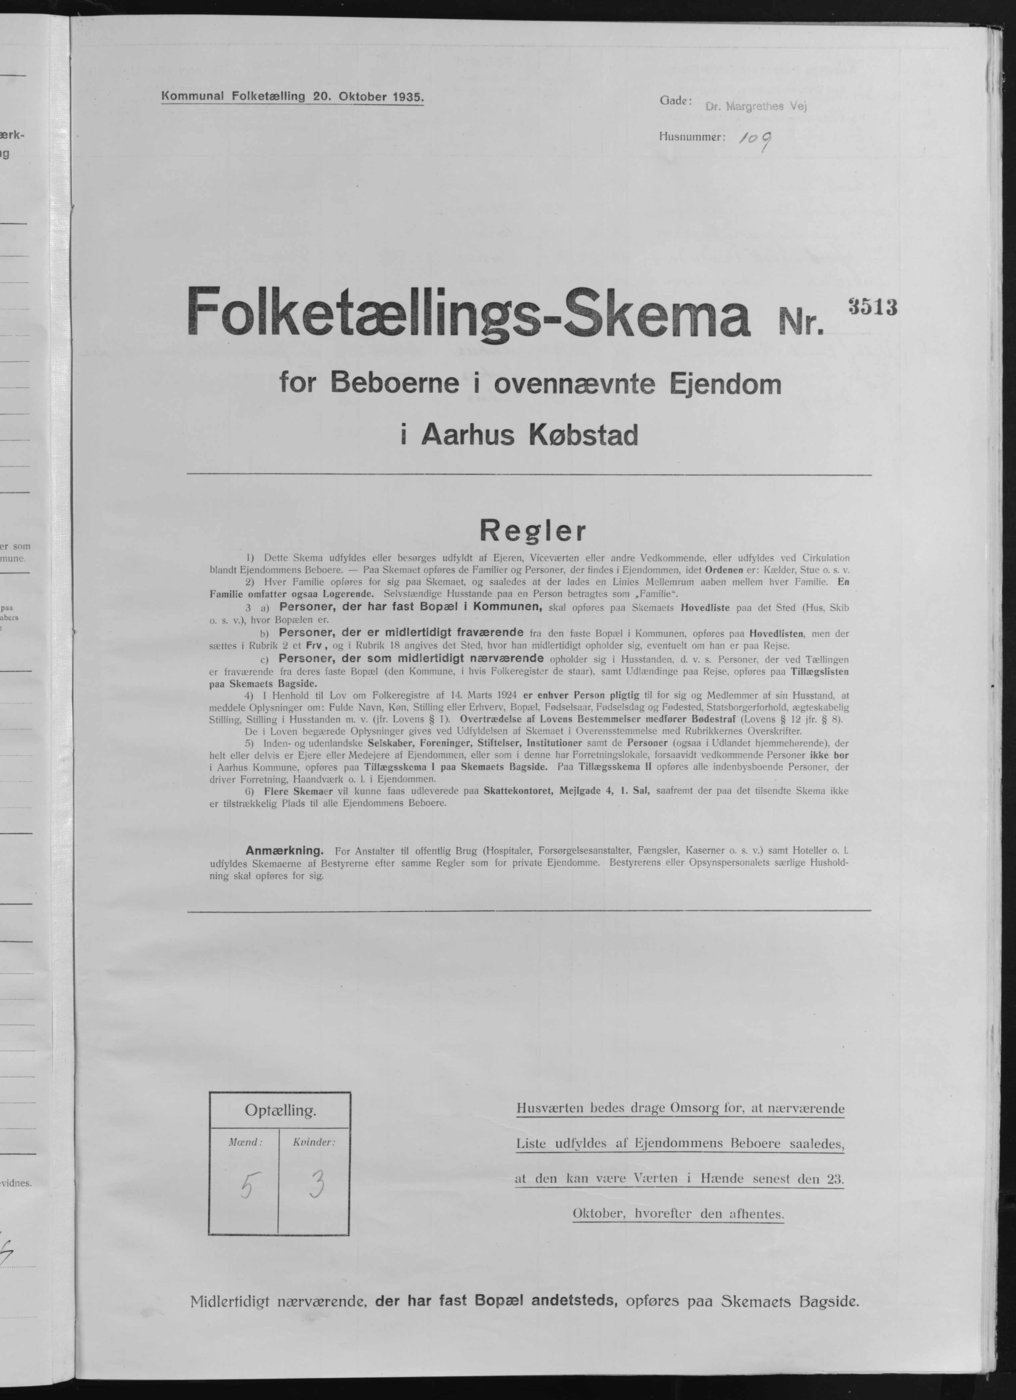 Kommunal Folketælling 20. Oktober 1935.
Gade: Dr. Margrethes Vej
Husnummer: 109
Folketællings-Skema Nr. 3513
for Beboerne i ovennævnte Ejendom
i Aarhus Købstad
Regler
1) Dette Skema udfyldes eller besørges udfyldt af Ejeren, Viceværten eller andre Vedkommende, eller udfyldes ved Cirkulation
blandt Ejendommens Beboere. — Paa Skemaet opføres de Familier og Personer, der findes i Ejendommen, idet Ordenen er: Kælder, Stue o. s. v.
2) Hver Familie opføres for sig paa Skemaet, og saaledes at der lades en Linies Mellemrum aaben mellem hver Familie. En
Familie omfatter ogsaa Logerende. Selvstændige Husstande paa en Person betragtes som „Familie“.
3 a) Personer, der har fast Bopæl i Kommunen, skal opføres paa Skemaets Hovedliste paa det Sted (Hus, Skib
o. s. v.), hvor Bopælen er.
b) Personer, der er midlertidigt fraværende fra den faste Bopæl i Kommunen, opføres paa Hovedlisten, men der
sættes i Rubrik 2 et Frv, og i Rubrik 18 angives det Sted, hvor han midlertidigt opholder sig, eventuelt om han er paa Rejse.
c) Personer, der som midlertidigt nærværende opholder sig i Husstanden, d. v. s. Personer, der ved Tællingen
er fraværende fra deres faste Bopæl (den Kommune, i hvis Folkeregister de staar), samt Udlændinge paa Rejse, opføres paa Tillægslisten
paa Skemaets Bagside.
4) I Henhold til Lov om Folkeregistre af 14. Marts 1924 er enhver Person pligtig til for sig og Medlemmer af sin Husstand, at
meddele Oplysninger om: Fulde Navn, Køn, Stilling eller Erhverv, Bopæl, Fødselsaar, Fødselsdag og Fødested, Statsborgerforhold, ægteskabelig
Stilling, Stilling i Husstanden m. v. (jfr. Lovens § 1). Overtrædelse af Lovens Bestemmelser medfører Bødestraf (Lovens § 12 jfr. § 8).
De i Loven begærede Oplysninger gives ved Udfyldelsen af Skemaet i Overensstemmelse med Rubrikkernes Overskrifter.
5) Inden- og udenlandske Selskaber, Foreninger, Stiftelser, Institutioner samt de Personer (ogsaa i Udlandet hjemmehørende), der
helt eller delvis er Ejere eller Medejere af Ejendommen, eller som i denne har Forretningslokale, forsaavidt vedkommende Personer ikke bor
i Aarhus Kommune, opføres paa Tillægsskema I paa Skemaets Bagside. Paa Tillægsskema II opføres alle indenbysboende Personer, der
driver Forretning, Haandværk o. l. i Ejendommen.
6) Flere Skemaer vil kunne faas udleverede paa Skattekontoret, Mejlgade 4, 1. Sal, saafremt der paa det tilsendte Skema ikke
er tilstrækkelig Plads til alle Ejendommens Beboere.
Anmærkning. For Anstalter til offentlig Brug (Hospitaler, Forsørgelsesanstalter, Fængsler, Kaserner o. s. v.) samt Hoteller o. l.
udfyldes Skemaerne af Bestyrerne efter samme Regler som for private Ejendomme. Bestyrerens eller Opsynspersonalets særlige Hushold-
ning skal opføres for sig.
Optælling.
Mænd: Kvinder:
5 3
Husværten bedes drage Omsorg for, at nærværende
Liste udfyldes af Ejendommens Beboere saaledes,
at den kan være Værten i Hænde senest den 23.
Oktober, hvorefter den afhentes.
Midlertidigt nærværende, der har fast Bopæl andetsteds, opføres paa Skemaets Bagside.